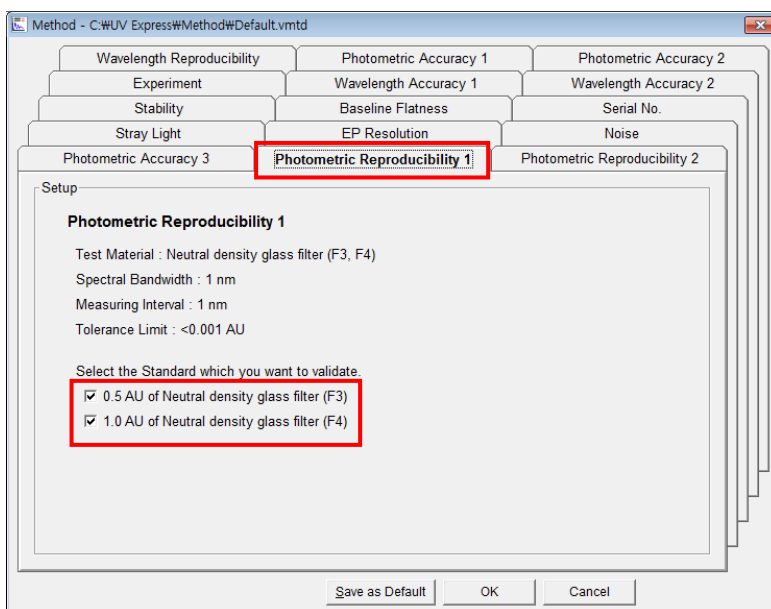 Method - C:₩UV Express₩Method₩Default.vmtd
Wavelength Reproducibility Photometric Accuracy 1 Photometric Accuracy 2
Experiment Wavelength Accuracy 1 Wavelength Accuracy 2
Stability Baseline Flatness Serial No.
Stray Light EP Resolution Noise
Photometric Accuracy 3 Photometric Reproducibility 1 Photometric Reproducibility 2
Setup
Photometric Reproducibility 1
Test Material : Neutral density glass filter (F3, F4)
Spectral Bandwidth : 1 nm
Measuring Interval : 1 nm
Tolerance Limit : <0.001 AU
Select the Standard which you want to validate.
0.5 AU of Neutral density glass filter (F3)
1.0 AU of Neutral density glass filter (F4)
Save as Default OK Cancel